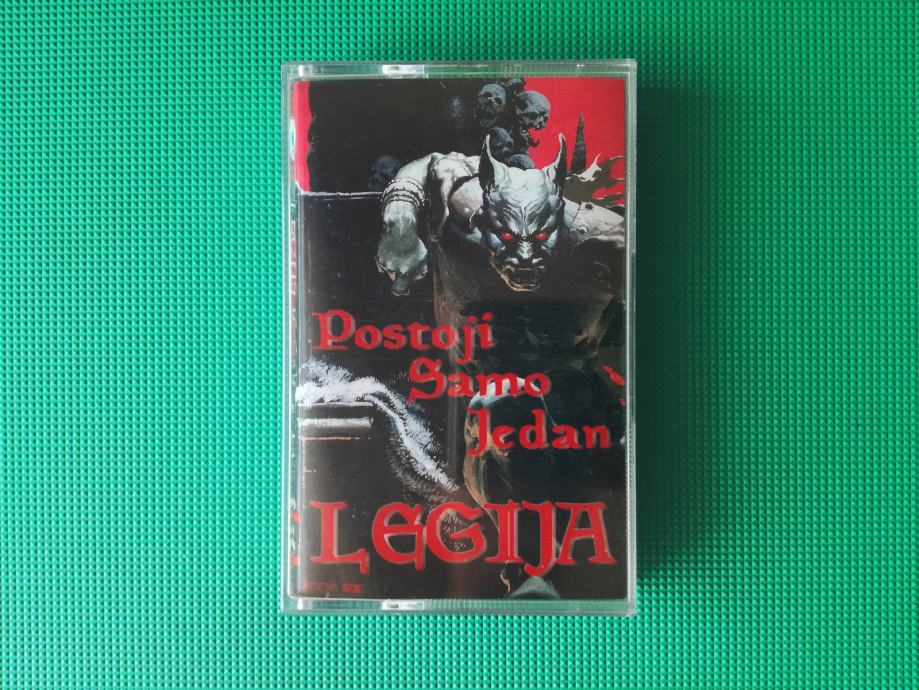 Postoji
Samo
Jedan
LEGIJA